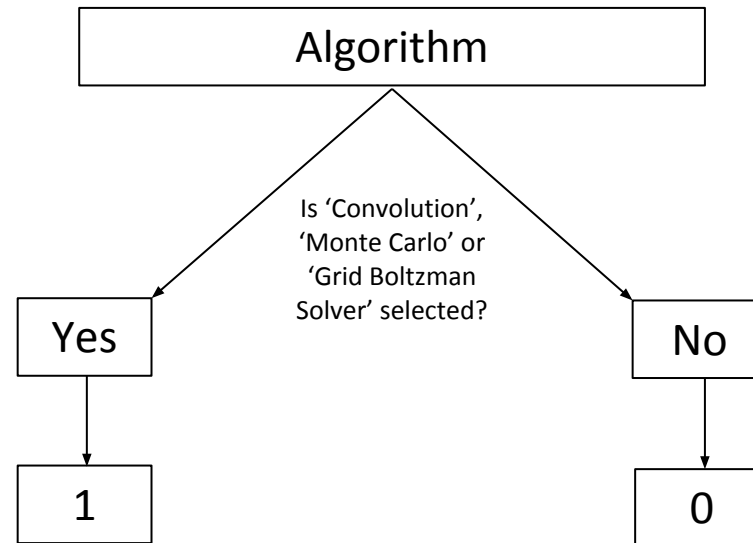 Algorithm
Is ‘Convolution’,
‘Monte Carlo’ or
‘Grid Boltzman
Solver’ selected?
Yes
No
1
0